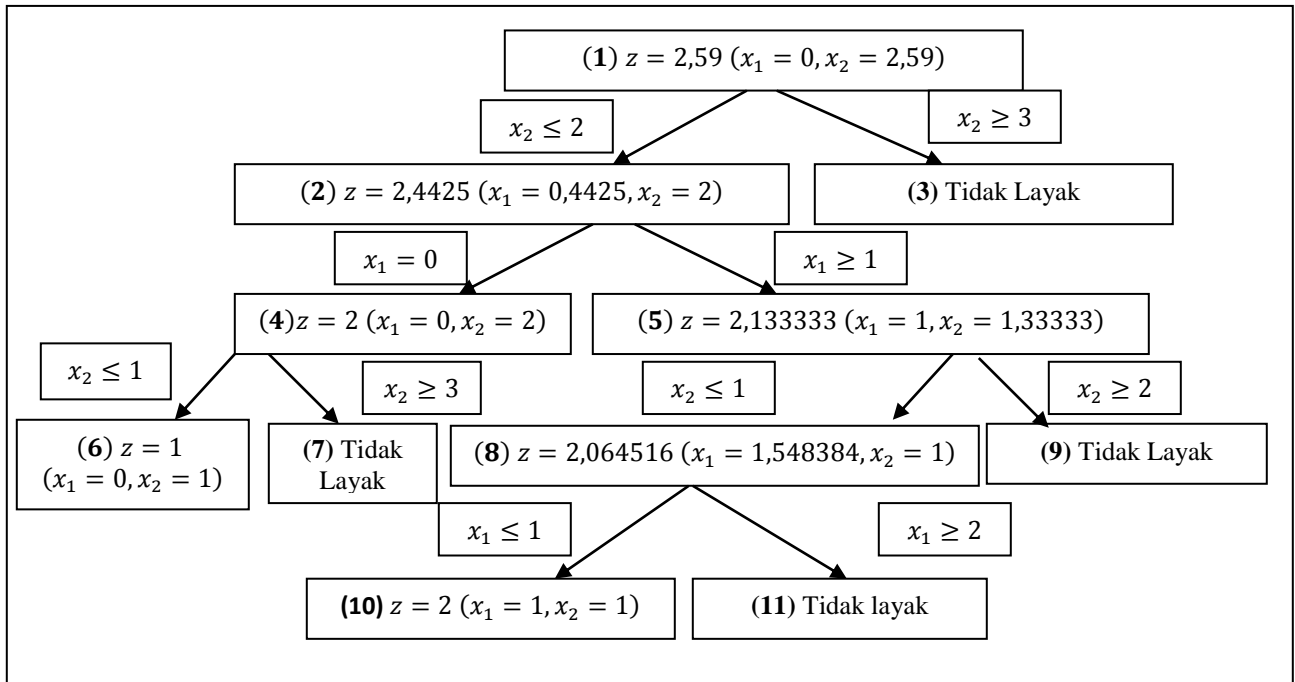 (1) z = 2,59 (x₁ = 0, x₂ = 2,59)
x₂ ≤ 2
x₂ ≥ 3
(2) z = 2,4425 (x₁ = 0,4425, x₂ = 2)
(3) Tidak Layak
x₁ = 0
x₁ ≥ 1
(4)z = 2 (x₁ = 0, x₂ = 2)
(5) z = 2,133333 (x₁ = 1, x₂ = 1,33333)
x₂ ≤ 1
x₂ ≥ 3
x₂ ≤ 1
x₂ ≥ 2
(6) z = 1
(x₁ = 0, x₂ = 1)
(7) Tidak
Layak
(8) z = 2,064516 (x₁ = 1,548384, x₂ = 1)
(9) Tidak Layak
x₁ ≤ 1
x₁ ≥ 2
(10) z = 2 (x₁ = 1, x₂ = 1)
(11) Tidak layak